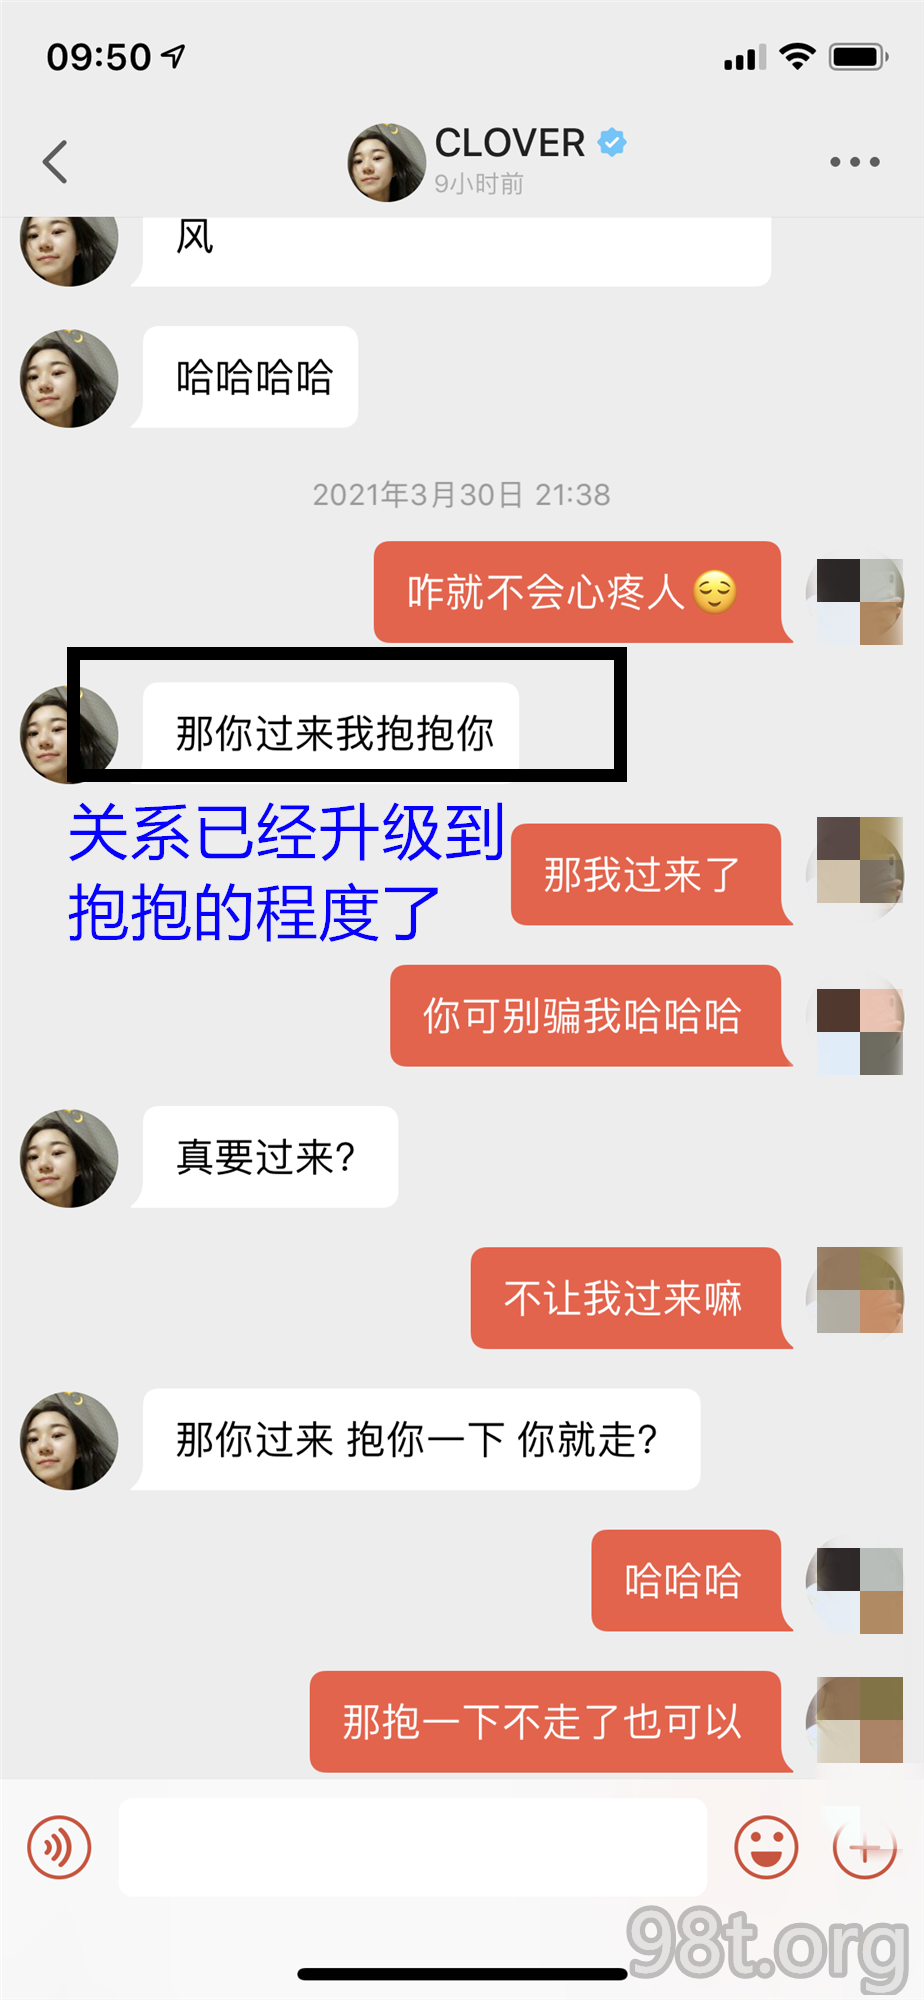 09:50
CLOVER
9小时前
风
哈哈哈哈
2021年3月30日 21:38
咋就不会心疼人😌
那你过来我抱抱你
关系已经升级到
抱抱的程度了
那我过来了
你可别骗我哈哈哈
真要过来?
不让我过来嘛
那你过来 抱你一下 你就走?
哈哈哈
那抱一下不走了也可以
98t.org